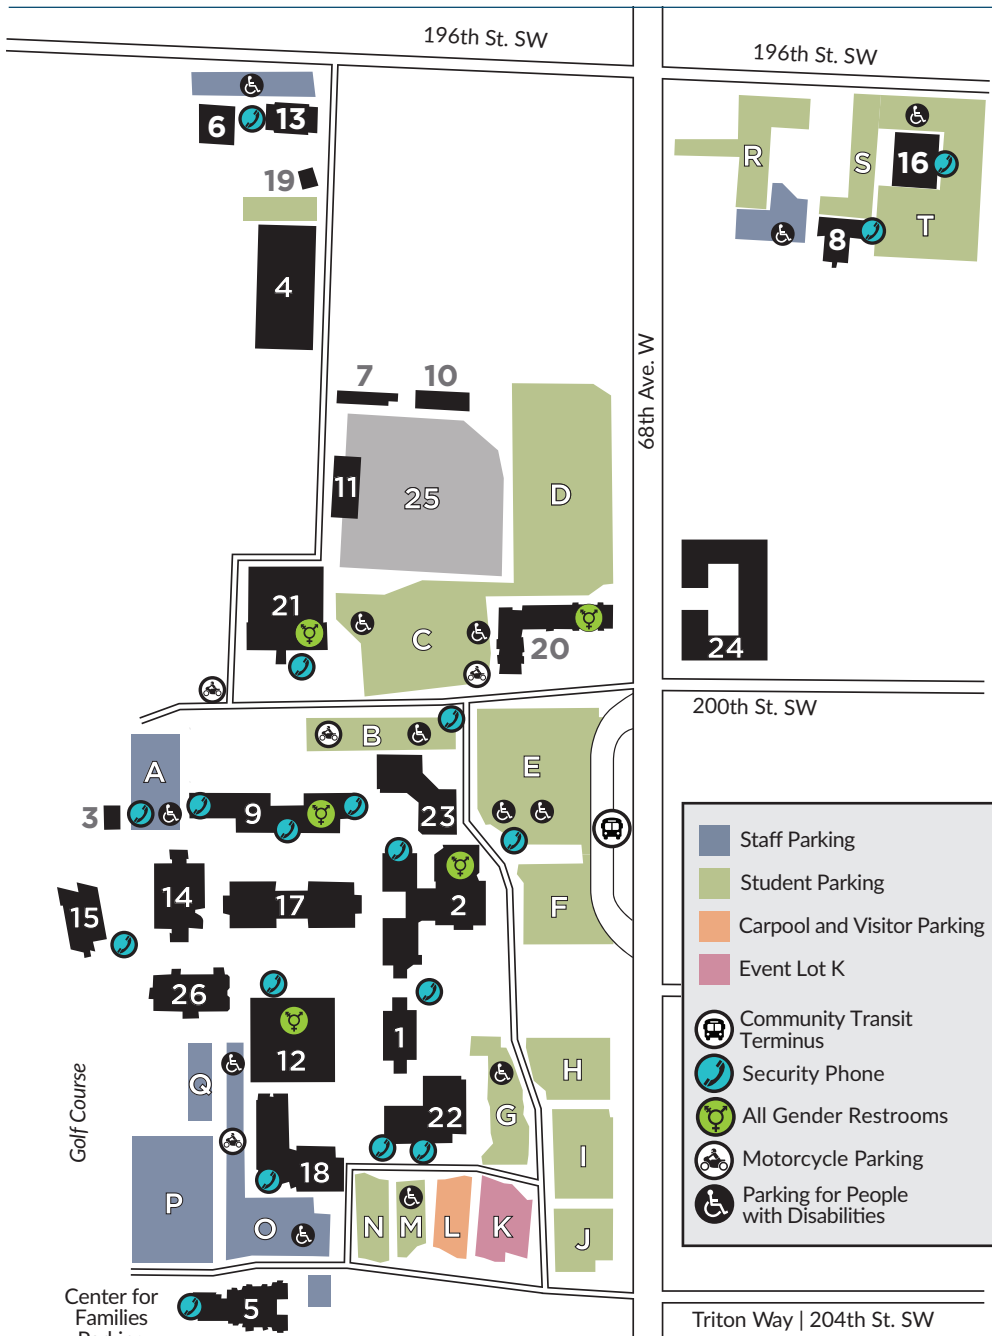 196th St. SW
196th St. SW
6
13
19
4
R
S
16
T
8
7
10
68th Ave. W
11
25
D
21
C
20
24
200th St. SW
B
A
E
3
9
23
14
17
2
15
F
26
12
1
Golf Course
Q
H
22
G
I
18
P
O
N
M
L
K
J
5
Center for
Families
Staff Parking
Student Parking
Carpool and Visitor Parking
Event Lot K
Community Transit
Terminus
Security Phone
All Gender Restrooms
Motorcycle Parking
Parking for People
with Disabilities
Triton Way | 204th St. SW